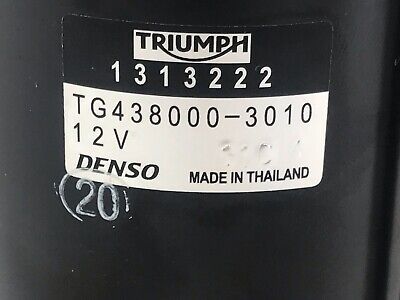 TRIUMPH
1313222
TG438000-3010
12V
DENSO MADE IN THAILAND
20